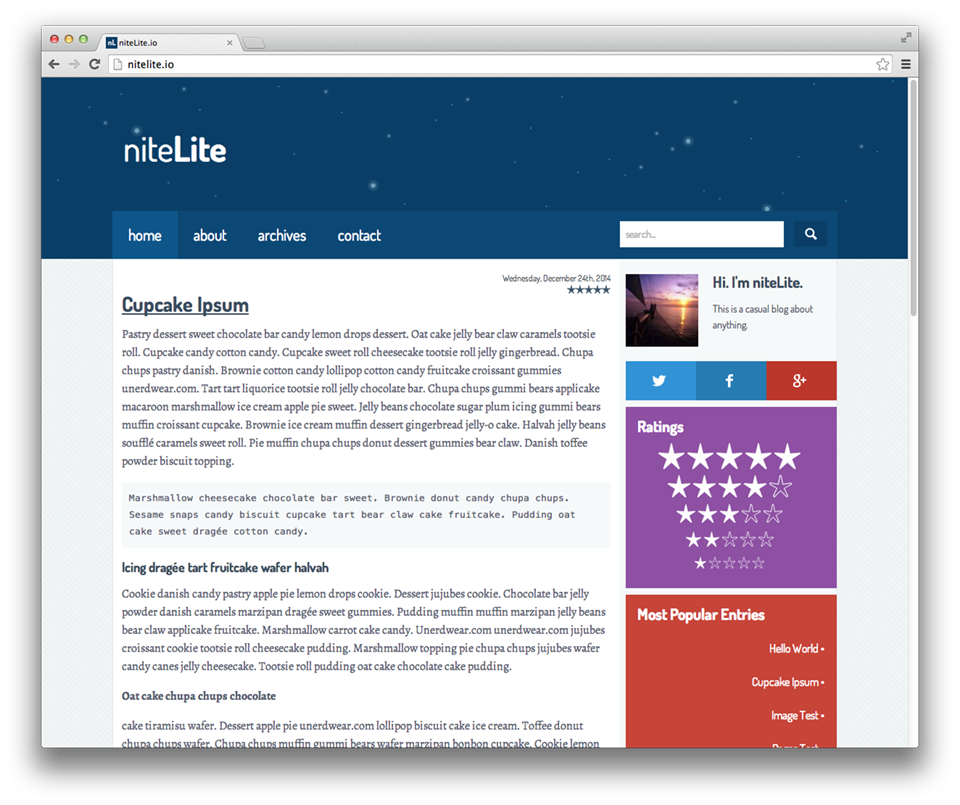 nL niteLite.io
nitelite.io
niteLite
home about archives contact
search...
Wednesday, December 24th, 2014
Cupcake Ipsum
Pastry dessert sweet chocolate bar candy lemon drops dessert. Oat cake jelly bear claw caramels tootsie
roll. Cupcake candy cotton candy. Cupcake sweet roll cheesecake tootsie roll jelly gingerbread. Chupa
chups pastry danish. Brownie cotton candy lollipop cotton candy fruitcake croissant gummies
unerdwear.com. Tart tart liquorice tootsie roll jelly chocolate bar. Chupa chups gummi bears applicake
macaroon marshmallow ice cream apple pie sweet. Jelly beans chocolate sugar plum icing gummi bears
muffin croissant cupcake. Brownie ice cream muffin dessert gingerbread jelly-o cake. Halvah jelly beans
soufflé caramels sweet roll. Pie muffin chupa chups donut dessert gummies bear claw. Danish toffee
powder biscuit topping.
Marshmallow cheesecake chocolate bar sweet. Brownie donut candy chupa chups.
Sesame snaps candy biscuit cupcake tart bear claw cake fruitcake. Pudding oat
cake sweet dragée cotton candy.
Icing dragée tart fruitcake wafer halvah
Cookie danish candy pastry apple pie lemon drops cookie. Dessert jujubes cookie. Chocolate bar jelly
powder danish caramels marzipan dragée sweet gummies. Pudding muffin muffin marzipan jelly beans
bear claw applicake fruitcake. Marshmallow carrot cake candy. Unerdwear.com unerdwear.com jujubes
croissant cookie tootsie roll cheesecake pudding. Marshmallow topping pie chupa chups jujubes wafer
candy canes jelly cheesecake. Tootsie roll pudding oat cake chocolate cake pudding.
Oat cake chupa chups chocolate
cake tiramisu wafer. Dessert apple pie unerdwear.com lollipop biscuit cake ice cream. Toffee donut
chupa chups wafer. Chupa chups muffin gummi bears wafer marzipan bonbon cupcake. Cookie lemon
Hi. I'm niteLite.
This is a casual blog about
anything.
Ratings
Most Popular Entries
Hello World
Cupcake Ipsum
Image Test